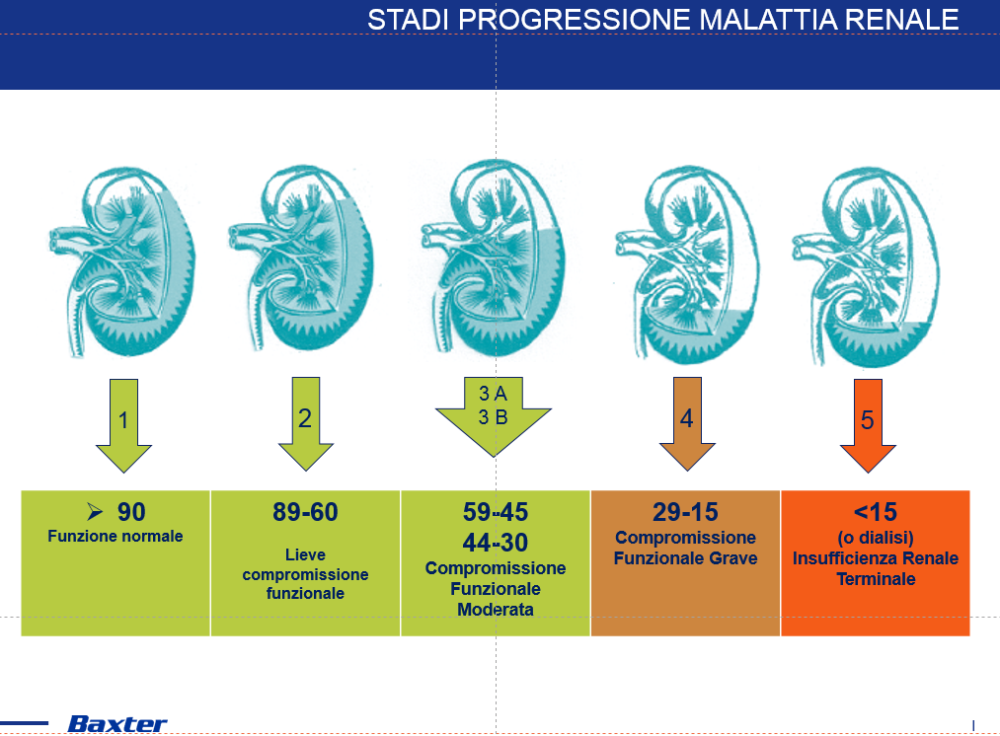 STADI PROGRESSIONE MALATTIA RENALE
1
2
3 A
3 B
4
5
➢ 90
Funzione normale
89-60
Lieve
compromissione
funzionale
59-45
44-30
Compromissione
Funzionale
Moderata
29-15
Compromissione
Funzionale Grave
<15
(o dialisi)
Insufficienza Renale
Terminale
Baxter
I